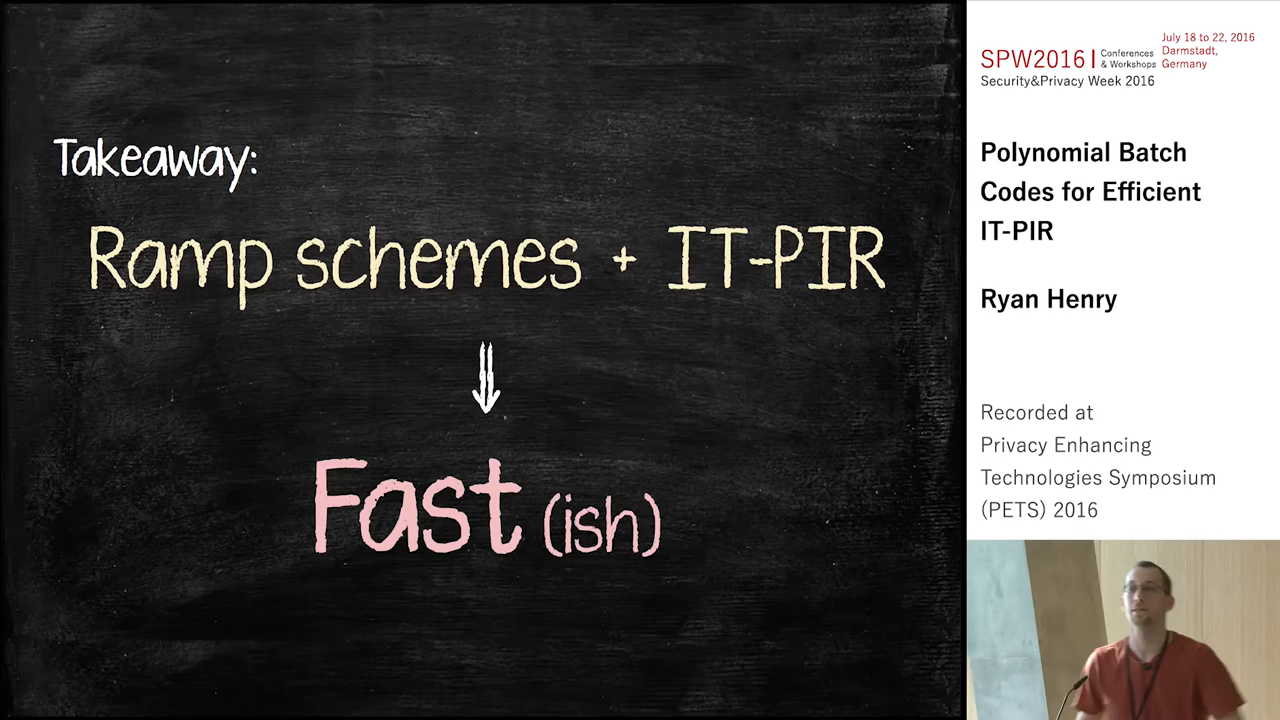 Takeaway:
Ramp schemes + IT-PIR
⇓
Fast (ish)
SPW2016 | Conferences & Workshops
July 18 to 22, 2016
Darmstadt,
Germany
Security&Privacy Week 2016
Polynomial Batch
Codes for Efficient
IT-PIR
Ryan Henry
Recorded at
Privacy Enhancing
Technologies Symposium
(PETS) 2016